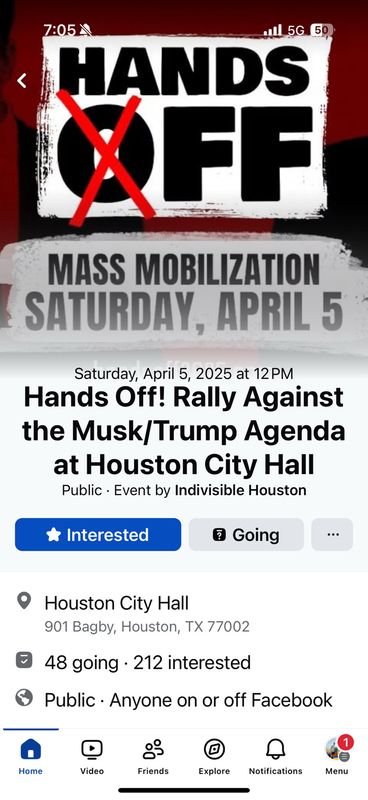 7:05 5G 50
HANDS
OFF
MASS MOBILIZATION
SATURDAY, APRIL 5
Saturday, April 5, 2025 at 12 PM
Hands Off! Rally Against
the Musk/Trump Agenda
at Houston City Hall
Public · Event by Indivisible Houston
Interested Going ...
Houston City Hall
901 Bagby, Houston, TX 77002
48 going · 212 interested
Public · Anyone on or off Facebook
1
Home Video Friends Explore Notifications Menu